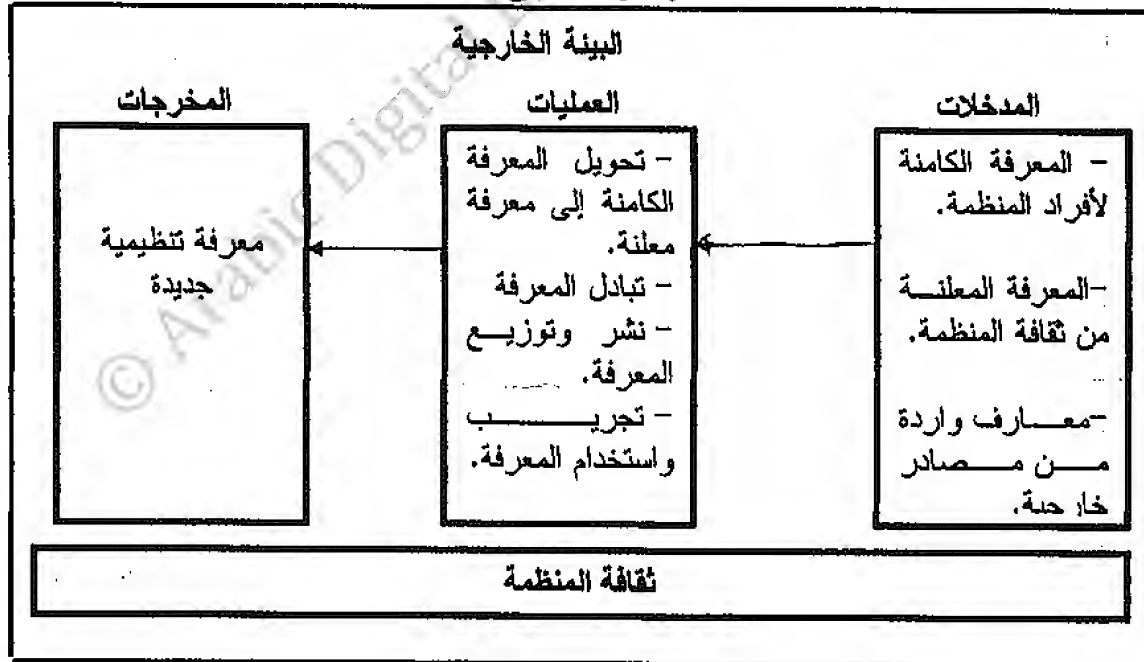 البيئة الخارجية
المدخلات
- المعرفة الكامنة
لأفراد المنظمة.
-المعرفة المعلنة
من ثقافة المنظمة.
-معارف واردة
من مصادر
خارجية.
العمليات
- تحويل المعرفة
الكامنة إلى معرفة
معلنة.
- تبادل المعرفة
- نشر وتوزيع
المعرفة.
- تجريب
واستخدام المعرفة.
المخرجات
معرفة تنظيمية
جديدة
ثقافة المنظمة
© Arabic Digital